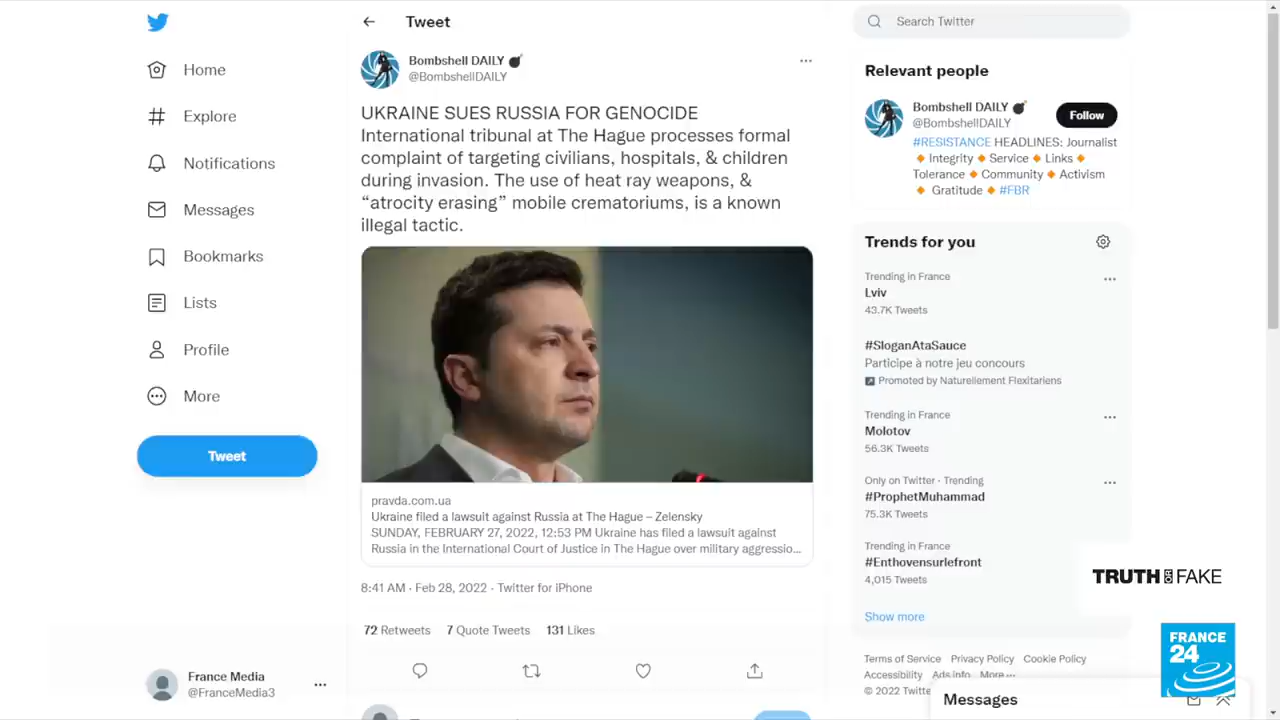 Home
Explore
Notifications
Messages
Bookmarks
Lists
Profile
More
Tweet
France Media
@FranceMedia3
Tweet
Bombshell DAILY
@BombshellDAILY
UKRAINE SUES RUSSIA FOR GENOCIDE
International tribunal at The Hague processes formal
complaint of targeting civilians, hospitals, & children
during invasion. The use of heat ray weapons, &
“atrocity erasing” mobile crematoriums, is a known
illegal tactic.
pravda.com.ua
Ukraine filed a lawsuit against Russia at The Hague – Zelensky
SUNDAY, FEBRUARY 27, 2022, 12:53 PM Ukraine has filed a lawsuit against
Russia in the International Court of Justice in The Hague over military aggressio...
8:41 AM · Feb 28, 2022 · Twitter for iPhone
72 Retweets 7 Quote Tweets 131 Likes
Search Twitter
Relevant people
Bombshell DAILY
@BombshellDAILY
Follow
#RESISTANCE HEADLINES: Journalist
Integrity Service Links
Tolerance Community Activism
Gratitude #FBR
Trends for you
Trending in France
Lviv
43.7K Tweets
#SloganAtaSauce
Participe à notre jeu concours
Promoted by Naturellement Flexitariens
Trending in France
Molotov
56.3K Tweets
Only on Twitter · Trending
#ProphetMuhammad
75.3K Tweets
Trending in France
#Enthovensurlefront
4,015 Tweets
Show more
Terms of Service Privacy Policy Cookie Policy
Accessibility Ads info More
© 2022 Twitte
Messages
TRUTH OR FAKE
FRANCE
24